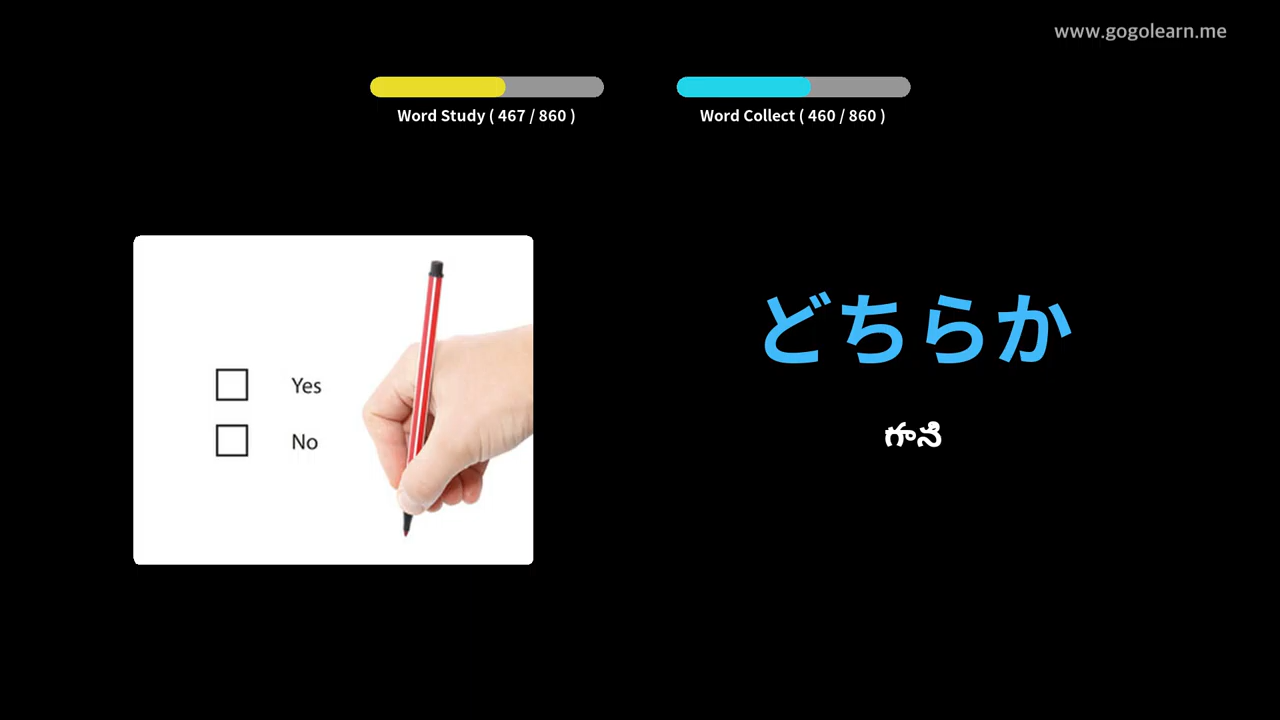 www.gogolearn.me
Word Study ( 467 / 860 )
Word Collect ( 460 / 860 )
Yes
No
どちらか
గాని